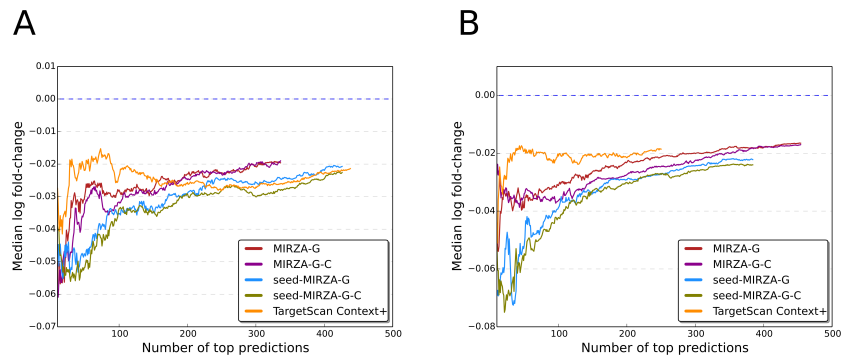 A
B
Median log fold-change
0.01
0.00
−0.01
−0.02
−0.03
−0.04
−0.05
−0.06
−0.07
100
200
300
400
500
Number of top predictions
MIRZA-G
MIRZA-G-C
seed-MIRZA-G
seed-MIRZA-G-C
TargetScan Context+
Median log fold-change
0.00
−0.02
−0.04
−0.06
−0.08
100
200
300
400
500
Number of top predictions
MIRZA-G
MIRZA-G-C
seed-MIRZA-G
seed-MIRZA-G-C
TargetScan Context+